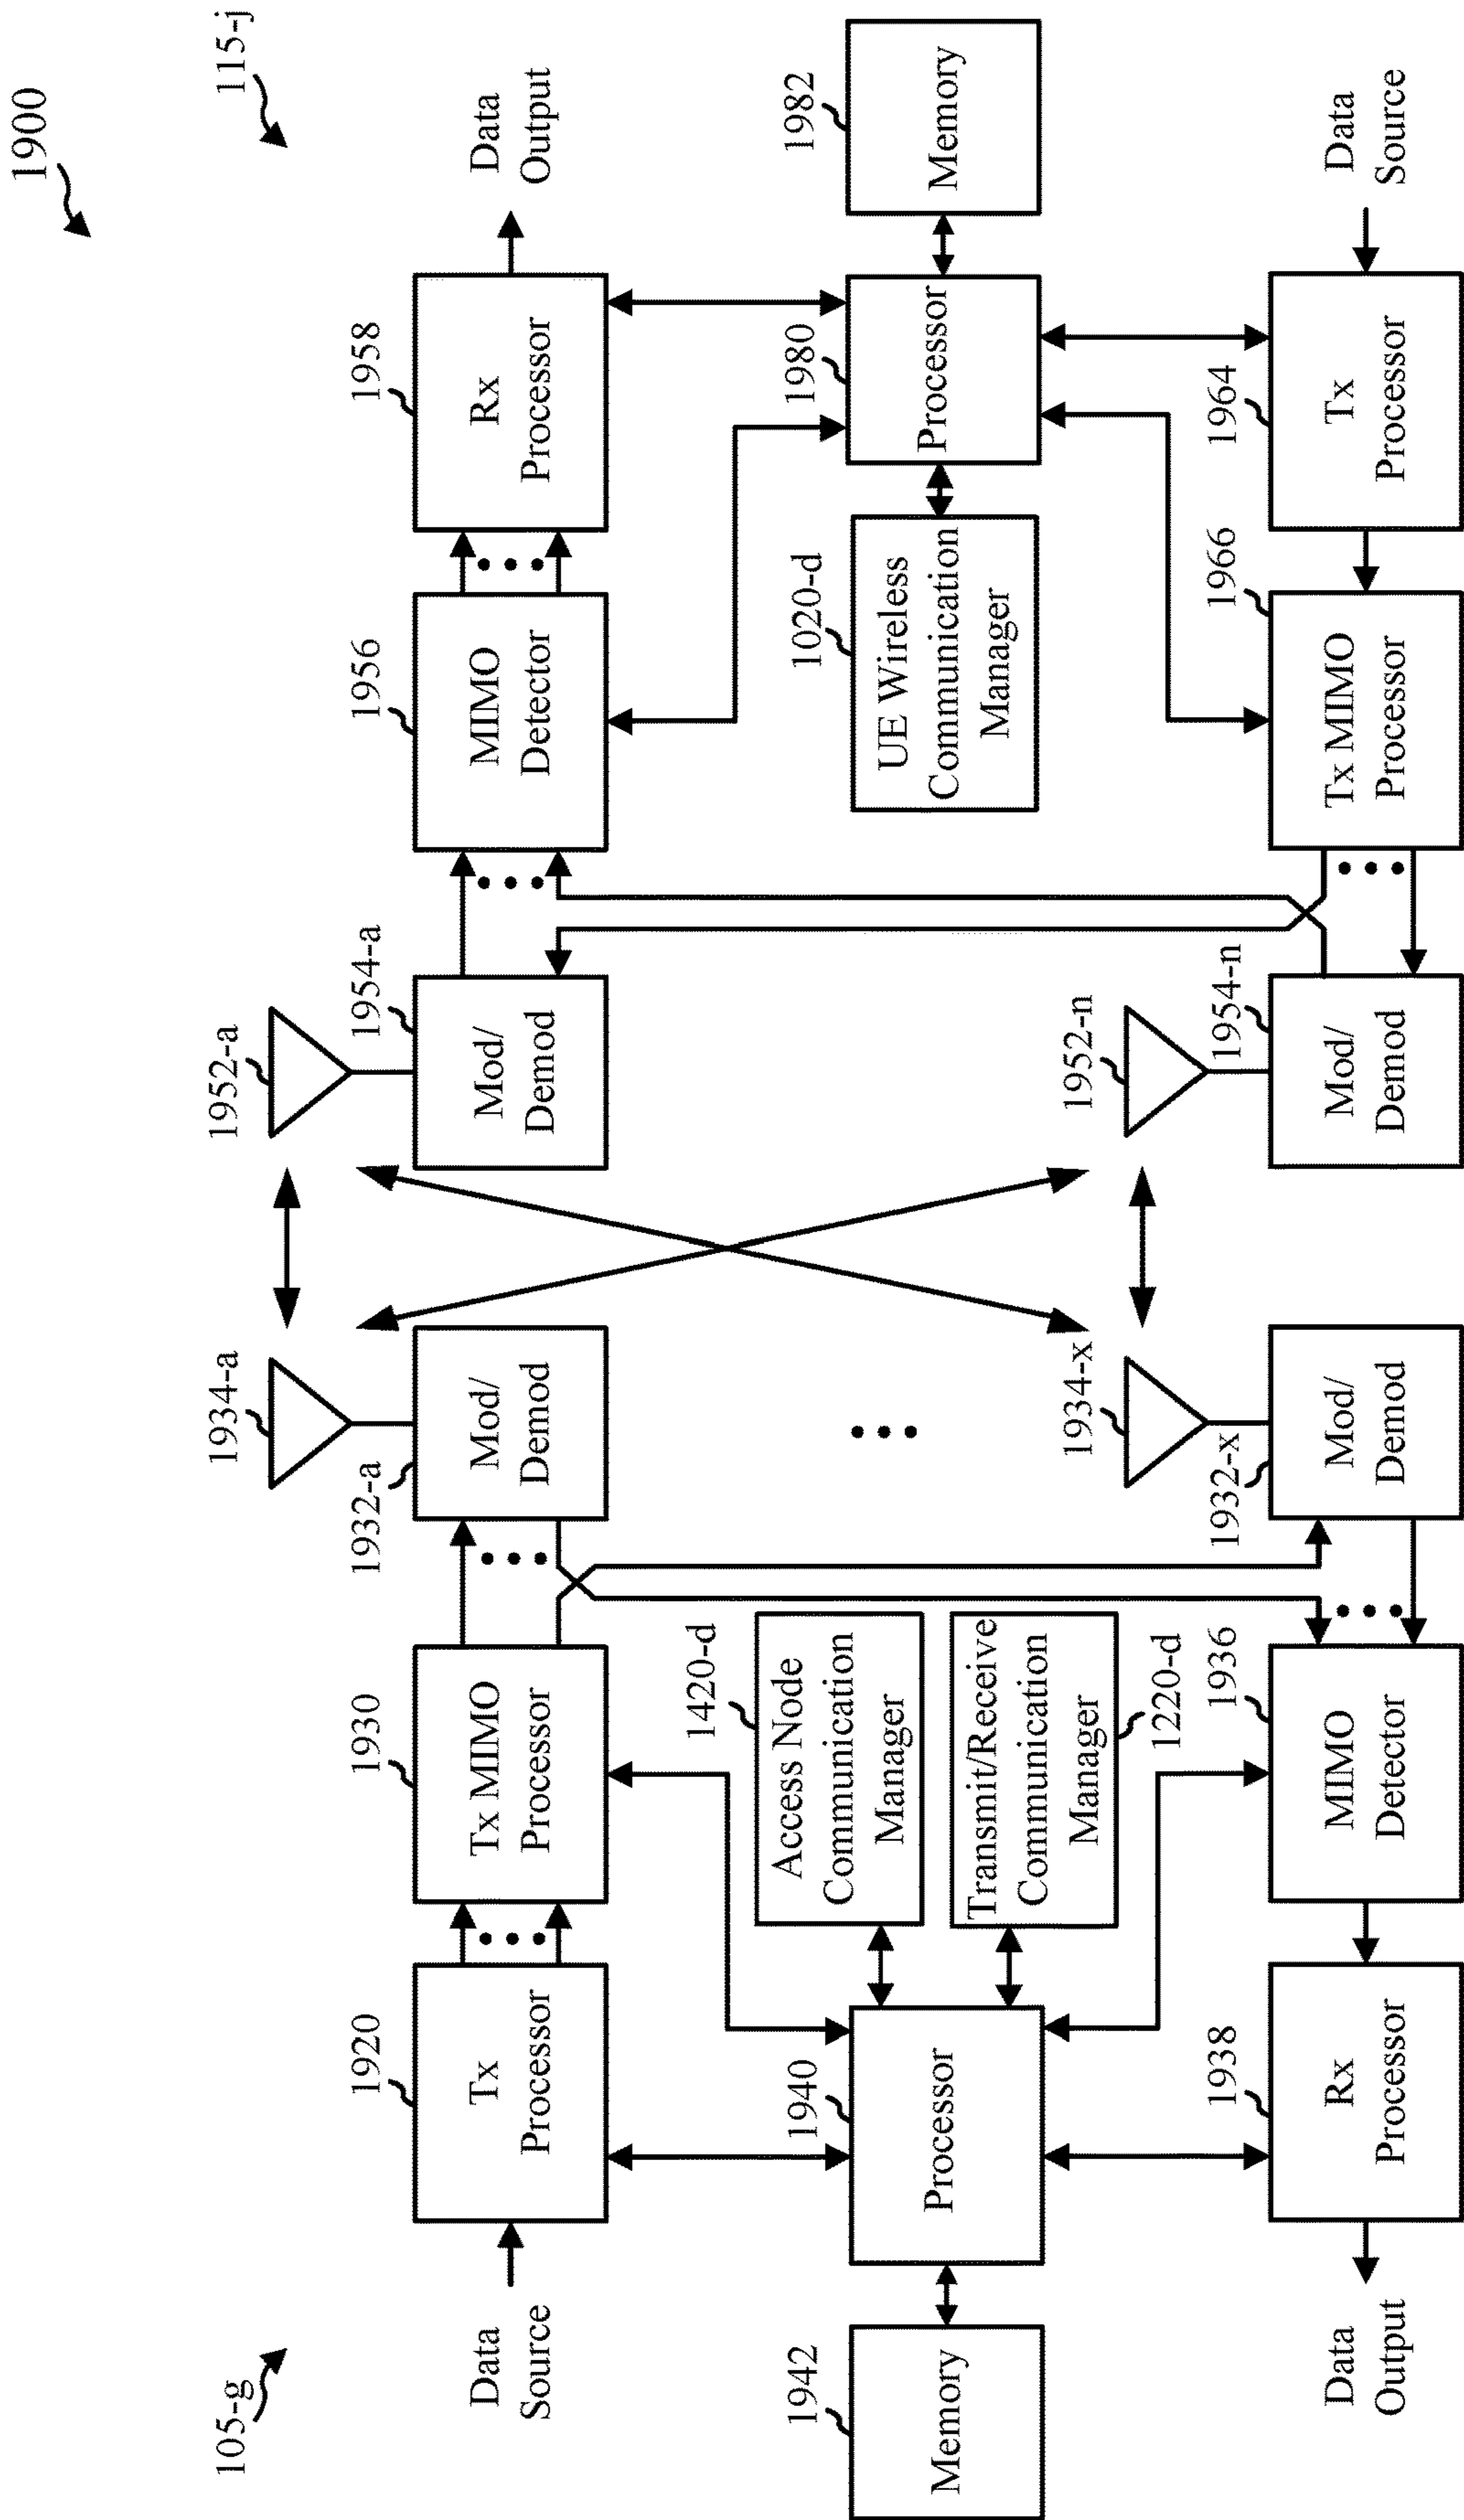 1900
105-g
115-j
1934-a
1952-a
Data
Source
1920
Tx
Processor
1930
Tx MIMO
Processor
1932-a
Mod/
Demod
1954-a
Mod/
Demod
1956
MIMO
Detector
1958
Rx
Processor
Data
Output
1942
Memory
1940
Processor
1420-d
Access Node
Communication
Manager
Transmit/Receive
Communication
Manager
1220-d
1020-d
UE Wireless
Communication
Manager
1980
Processor
1982
Memory
1934-x
1952-n
Data
Output
1938
Rx
Processor
1936
MIMO
Detector
1932-x
Mod/
Demod
1954-n
Mod/
Demod
1966
Tx MIMO
Processor
1964
Tx
Processor
Data
Source